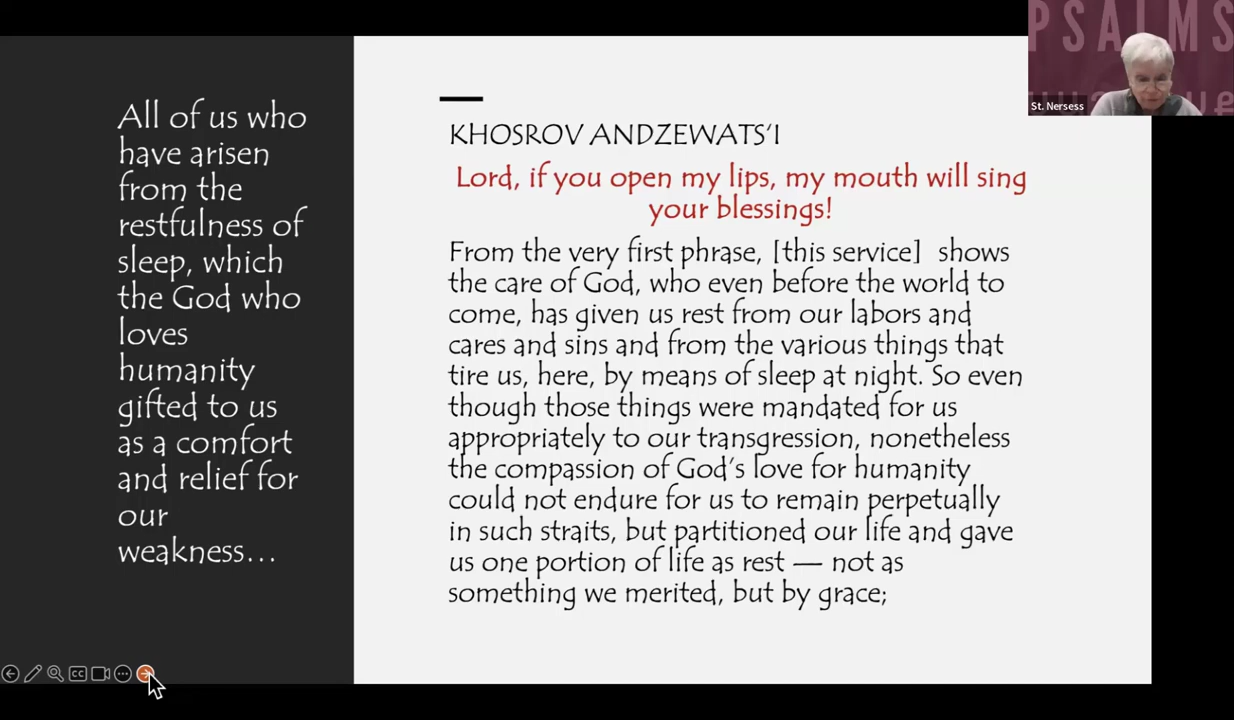 All of us who
have arisen
from the
restfulness of
sleep, which
the God who
loves
humanity
gifted to us
as a comfort
and relief for
our
weakness…
KHOSROV ANDZEWATS‘I
Lord, if you open my lips, my mouth will sing
your blessings!
From the very first phrase, [this service] shows
the care of God, who even before the world to
come, has given us rest from our labors and
cares and sins and from the various things that
tire us, here, by means of sleep at night. So even
though those things were mandated for us
appropriately to our transgression, nonetheless
the compassion of God’s love for humanity
could not endure for us to remain perpetually
in such straits, but partitioned our life and gave
us one portion of life as rest — not as
something we merited, but by grace;
PSALMS
St. Nersess
CC